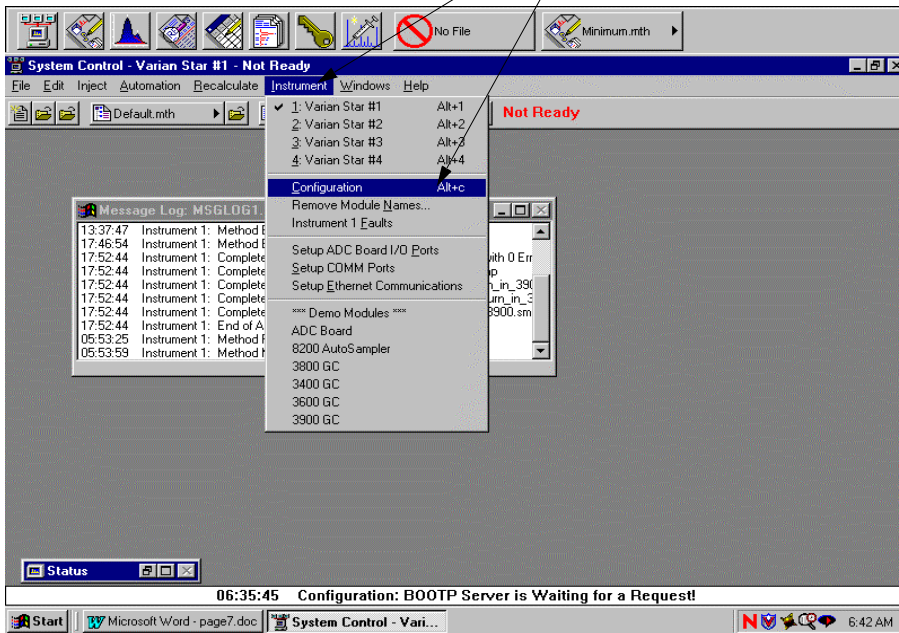 No File
Minimum.mth
System Control - Varian Star #1 - Not Ready
File Edit Inject Automation Recalculate Instrument Windows Help
Default.mth
Not Ready
1: Varian Star #1 Alt+1
2: Varian Star #2 Alt+2
3: Varian Star #3 Alt+3
4: Varian Star #4 Alt+4
Configuration Alt+c
Remove Module Names...
Instrument 1 Faults
Setup ADC Board I/O Ports
Setup COMM Ports
Setup Ethernet Communications
*** Demo Modules ***
ADC Board
8200 AutoSampler
3800 GC
3400 GC
3600 GC
3900 GC
Message Log: MSGLOG1.
13:37:47 Instrument 1: Method
17:46:54 Instrument 1: Method
17:52:44 Instrument 1: Complete with 0 Err
17:52:44 Instrument 1: Complete
17:52:44 Instrument 1: Complete
17:52:44 Instrument 1: Complete
17:52:44 Instrument 1: Complete 3900.sm
17:52:44 Instrument 1: End of A
05:53:25 Instrument 1: Method
05:53:59 Instrument 1: Method
Status
06:35:45 Configuration: BOOTP Server is Waiting for a Request!
Start
Microsoft Word - page7.doc
System Control - Vari...
N
6:42 AM